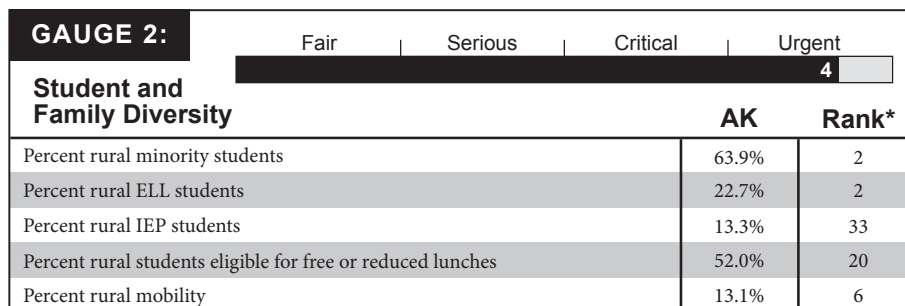 GAUGE 2:
Fair Serious Critical Urgent
4
Student and
Family Diversity
AK Rank*
Percent rural minority students 63.9% 2
Percent rural ELL students 22.7% 2
Percent rural IEP students 13.3% 33
Percent rural students eligible for free or reduced lunches 52.0% 20
Percent rural mobility 13.1% 6